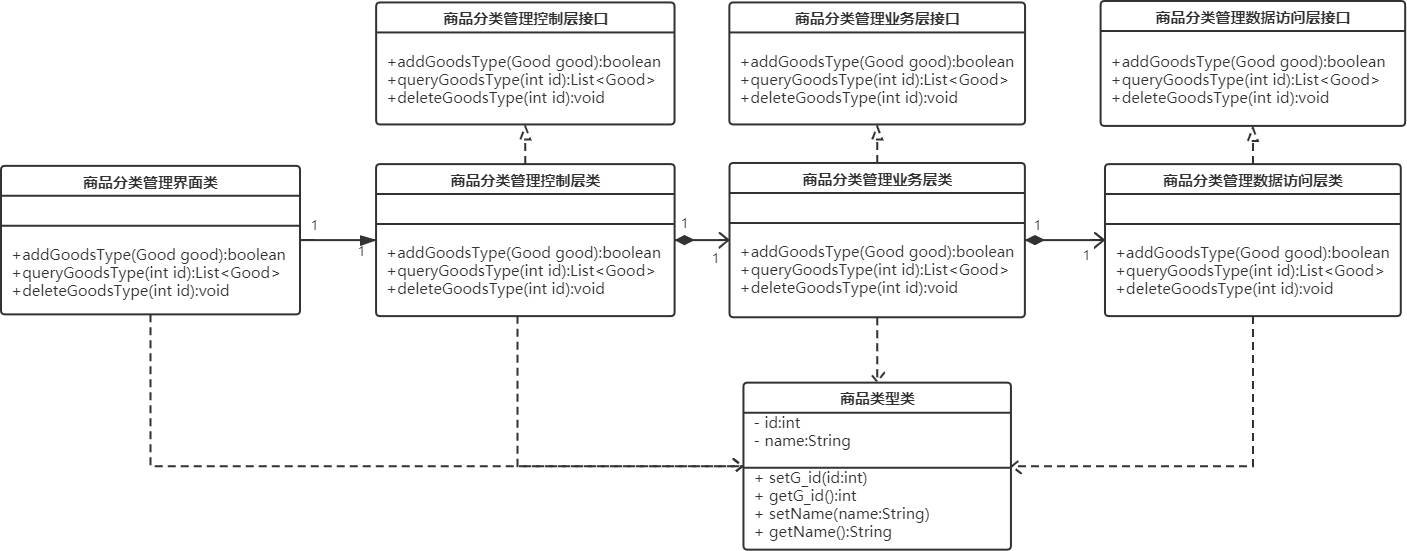 商品分类管理控制层接口
+addGoodsType(Good good):boolean
+queryGoodsType(int id):List<Good>
+deleteGoodsType(int id):void
商品分类管理业务层接口
+addGoodsType(Good good):boolean
+queryGoodsType(int id):List<Good>
+deleteGoodsType(int id):void
商品分类管理数据访问层接口
+addGoodsType(Good good):boolean
+queryGoodsType(int id):List<Good>
+deleteGoodsType(int id):void
商品分类管理界面类
+addGoodsType(Good good):boolean
+queryGoodsType(int id):List<Good>
+deleteGoodsType(int id):void
1
1
商品分类管理控制层类
+addGoodsType(Good good):boolean
+queryGoodsType(int id):List<Good>
+deleteGoodsType(int id):void
1
1
商品分类管理业务层类
+addGoodsType(Good good):boolean
+queryGoodsType(int id):List<Good>
+deleteGoodsType(int id):void
1
1
商品分类管理数据访问层类
+addGoodsType(Good good):boolean
+queryGoodsType(int id):List<Good>
+deleteGoodsType(int id):void
商品类型类
- id:int
- name:String
+ setG_id(id:int)
+ getG_id():int
+ setName(name:String)
+ getName():String